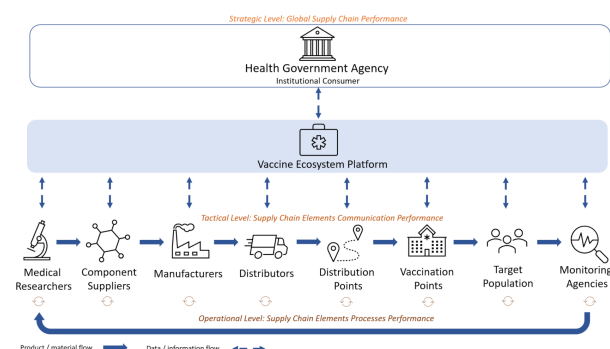 Strategic Level: Global Supply Chain Performance
Health Government Agency
Institutional Consumer
Vaccine Ecosystem Platform
Tactical Level: Supply Chain Elements Communication Performance
Medical Researchers
Component Suppliers
Manufacturers
Distributors
Distribution Points
Vaccination Points
Target Population
Monitoring Agencies
Operational Level: Supply Chain Elements Processes Performance
Product / material flow
Data / information flow